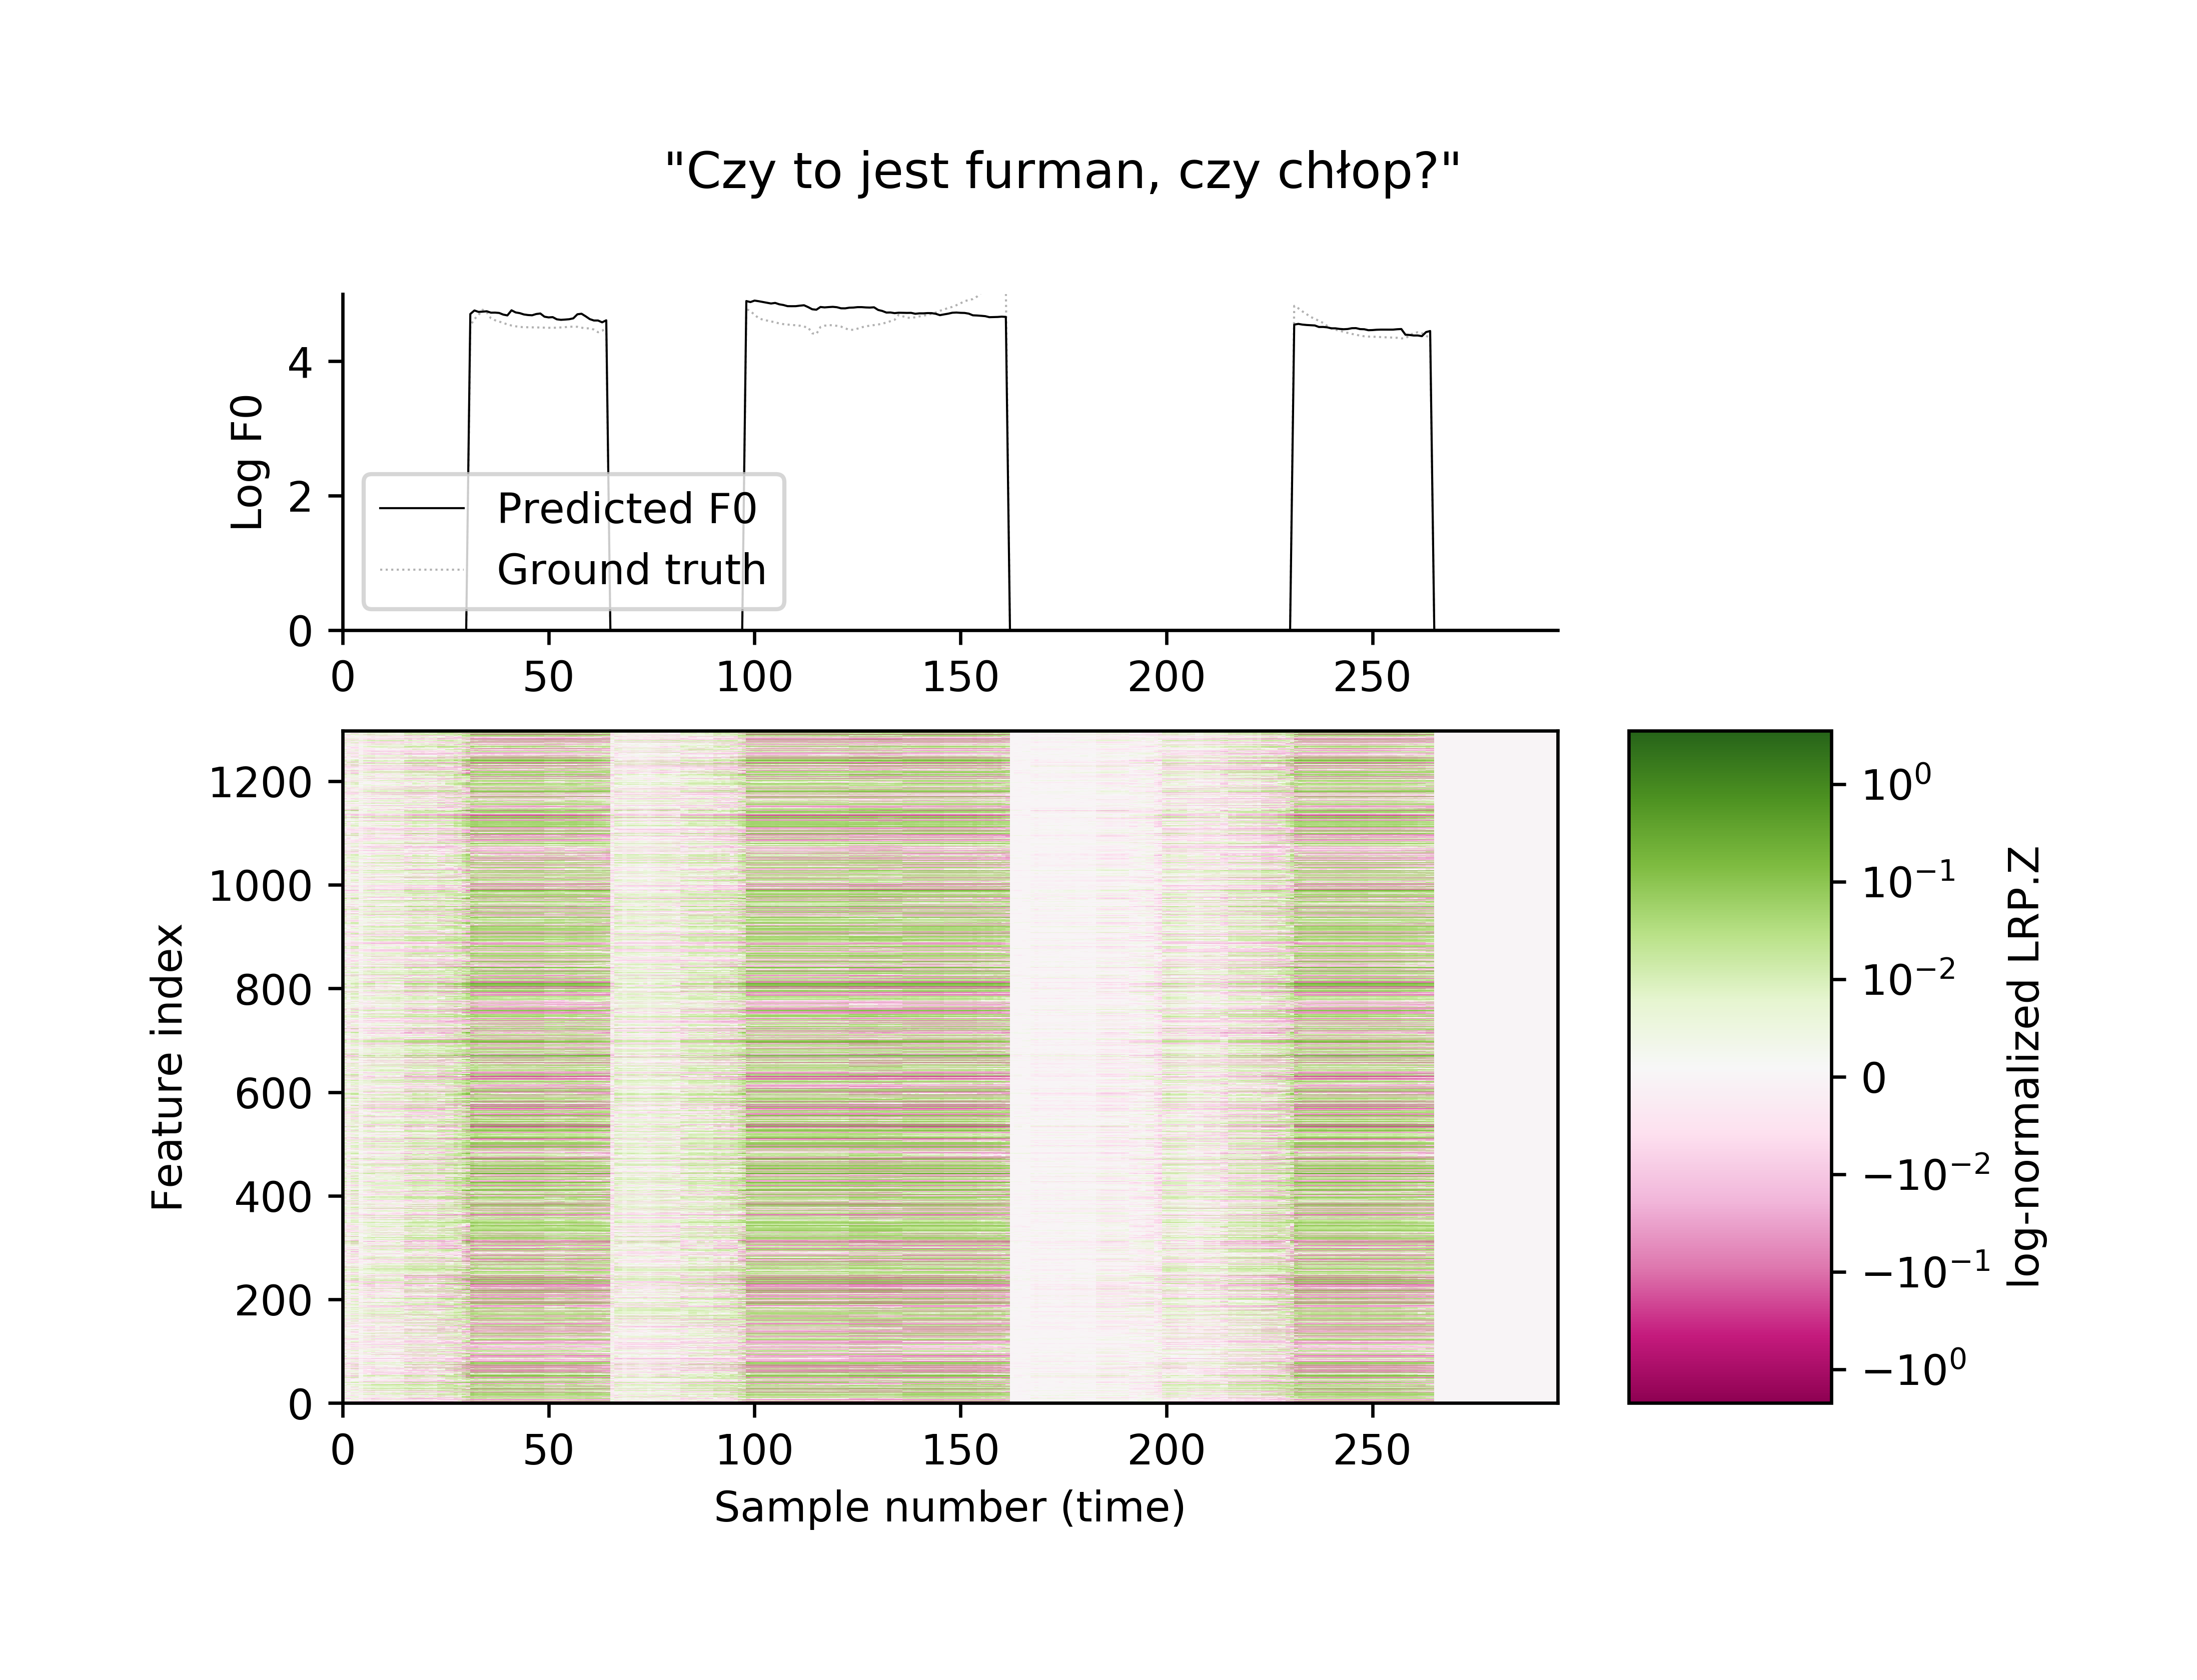 "Czy to jest furman, czy chłop?"
Log F0
4
2
0
Predicted F0
Ground truth
0 50 100 150 200 250
Feature index
1200
1000
800
600
400
200
0
0 50 100 150 200 250
Sample number (time)
10⁰
10⁻¹
10⁻²
0
−10⁻²
−10⁻¹
−10⁰
log-normalized LRP.Z